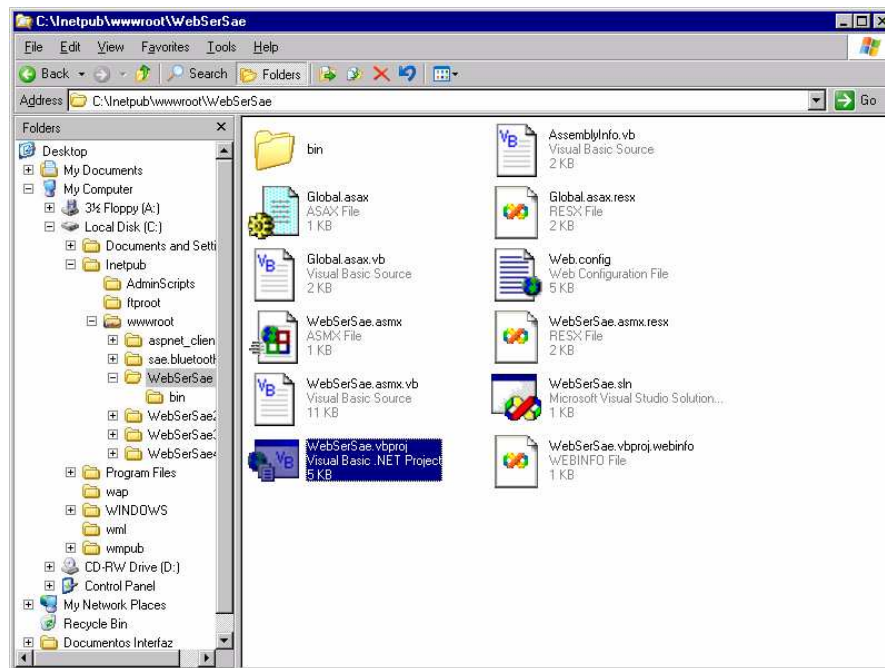 C:\Inetpub\wwwroot\WebSerSae
File Edit View Favorites Tools Help
Back Search Folders
Address C:\Inetpub\wwwroot\WebSerSae Go
Folders
Desktop
My Documents
My Computer
3½ Floppy (A:)
Local Disk (C:)
Documents and Setti
Inetpub
AdminScripts
ftproot
wwwroot
aspnet_clien
sae.bluetooth
WebSerSae
bin
WebSerSae2
WebSerSae3
WebSerSae4
Program Files
wap
WINDOWS
wml
wmpub
CD-RW Drive (D:)
Control Panel
My Network Places
Recycle Bin
Documentos Interfaz
bin
AssemblyInfo.vb
Visual Basic Source
2 KB
Global.asax
ASAX File
1 KB
Global.asax.resx
RESX File
2 KB
Global.asax.vb
Visual Basic Source
2 KB
Web.config
Web Configuration File
5 KB
WebSerSae.asmx
ASMX File
1 KB
WebSerSae.asmx.resx
RESX File
2 KB
WebSerSae.asmx.vb
Visual Basic Source
11 KB
WebSerSae.sln
Microsoft Visual Studio Solution...
1 KB
WebSerSae.vbproj
Visual Basic .NET Project
5 KB
WebSerSae.vbproj.webinfo
WEBINFO File
1 KB